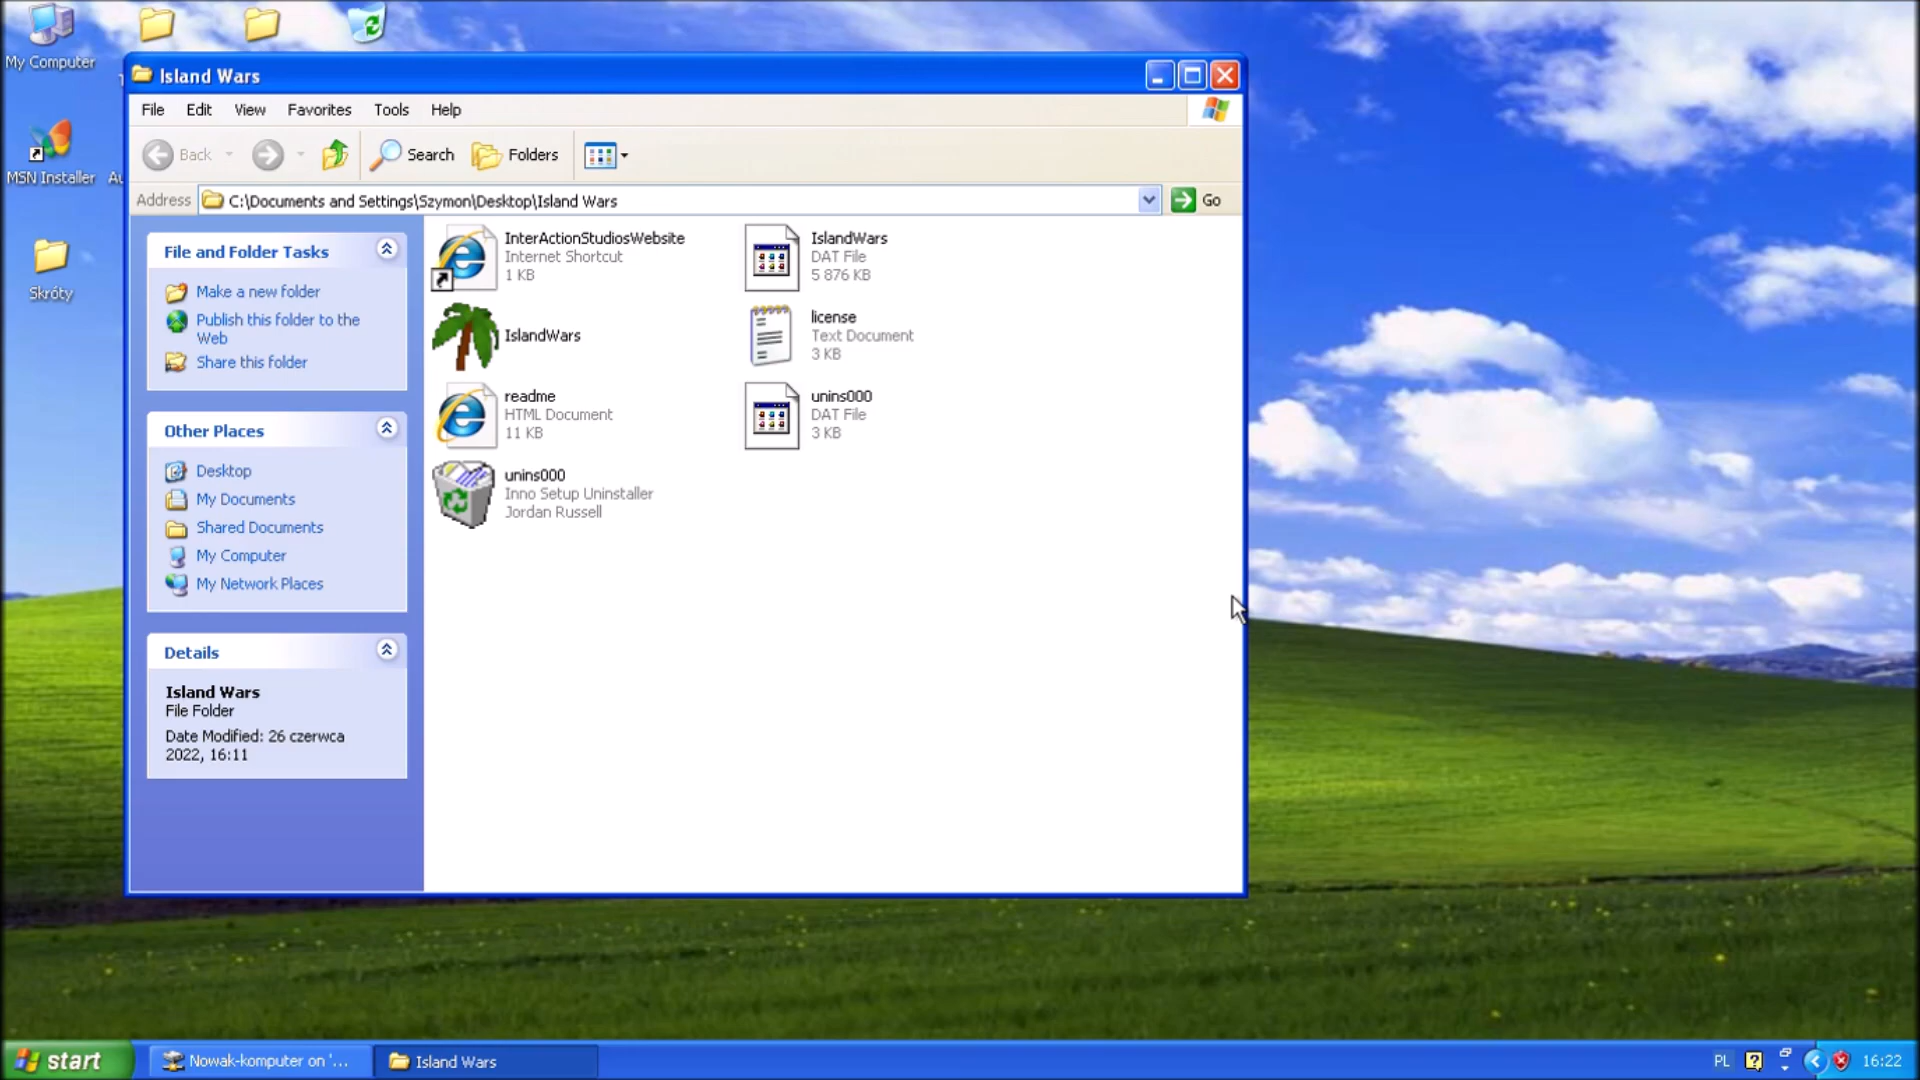 My Computer
MSN Installer
Skróty
Island Wars
File Edit View Favorites Tools Help
Back Search Folders
Address C:\Documents and Settings\Szymon\Desktop\Island Wars Go
File and Folder Tasks
Make a new folder
Publish this folder to the
Web
Share this folder
Other Places
Desktop
My Documents
Shared Documents
My Computer
My Network Places
Details
Island Wars
File Folder
Date Modified: 26 czerwca
2022, 16:11
InterActionStudiosWebsite
Internet Shortcut
1 KB
IslandWars
DAT File
5 876 KB
IslandWars
license
Text Document
3 KB
readme
HTML Document
11 KB
unins000
DAT File
3 KB
unins000
Inno Setup Uninstaller
Jordan Russell
start
Nowak-komputer on '...
Island Wars
PL
16:22